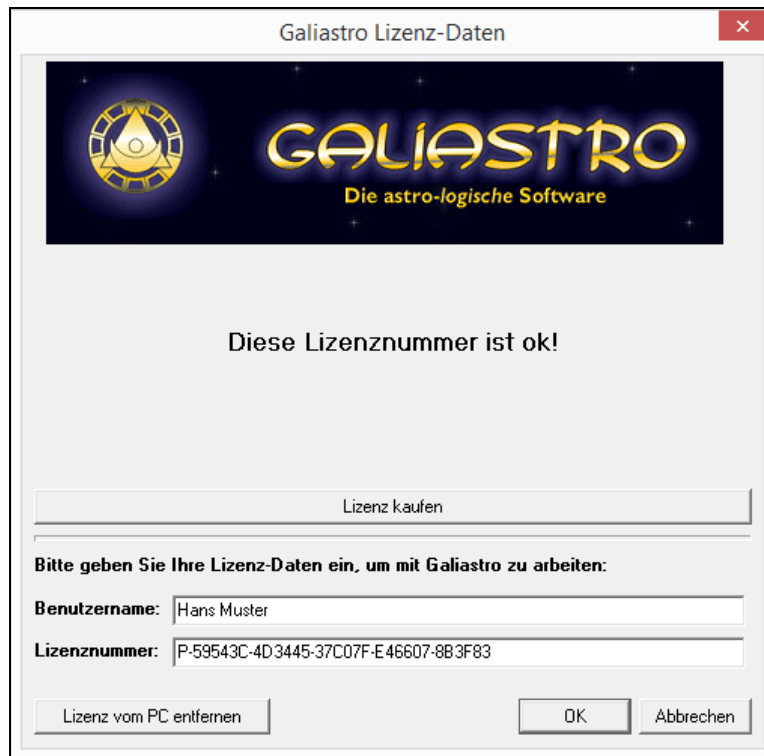 Galiastro Lizenz-Daten
GALIASTRO
Die astro-logische Software
Diese Lizenznummer ist ok!
Lizenz kaufen
Bitte geben Sie Ihre Lizenz-Daten ein, um mit Galiastro zu arbeiten:
Benutzername: Hans Muster
Lizenznummer: P-59543C-4D3445-37C07F-E46607-8B3F83
Lizenz vom PC entfernen OK Abbrechen